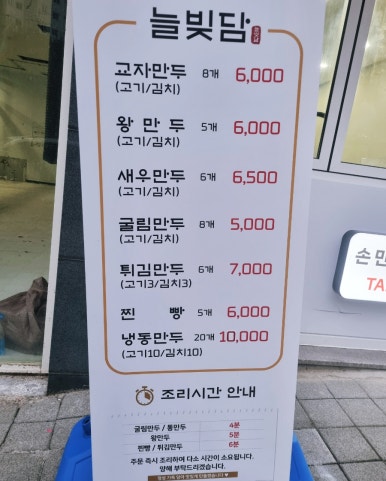 늘빚담
교자만두 8개 6,000
(고기/김치)
왕만두 5개 6,000
(고기/김치)
새우만두 6개 6,500
(고기/김치)
굴림만두 8개 5,000
(고기/김치)
튀김만두 6개 7,000
(고기3/김치3)
찐빵 5개 6,000
냉동만두 20개 10,000
(고기10/김치10)
조리시간 안내
굴림만두 / 통만두 4분
왕만두 5분
찐빵 / 튀김만두 6분
주문 즉시 조리하여 다소 시간이 소요됩니다.
양해 부탁드리겠습니다.
손 만
TA